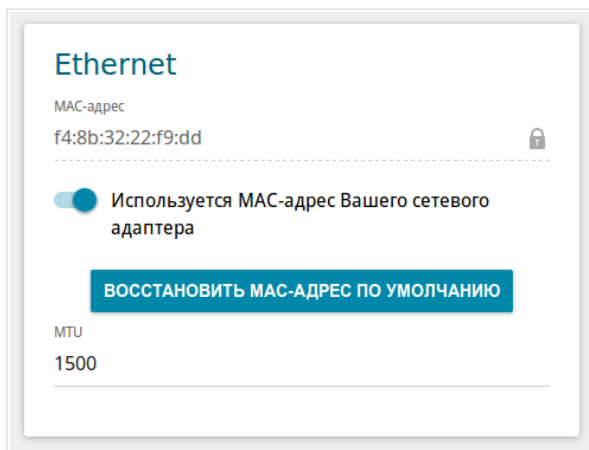 Ethernet
MAC-адрес
f4:8b:32:22:f9:dd
Используется MAC-адрес Вашего сетевого
адаптера
ВОССТАНОВИТЬ MAC-АДРЕС ПО УМОЛЧАНИЮ
MTU
1500